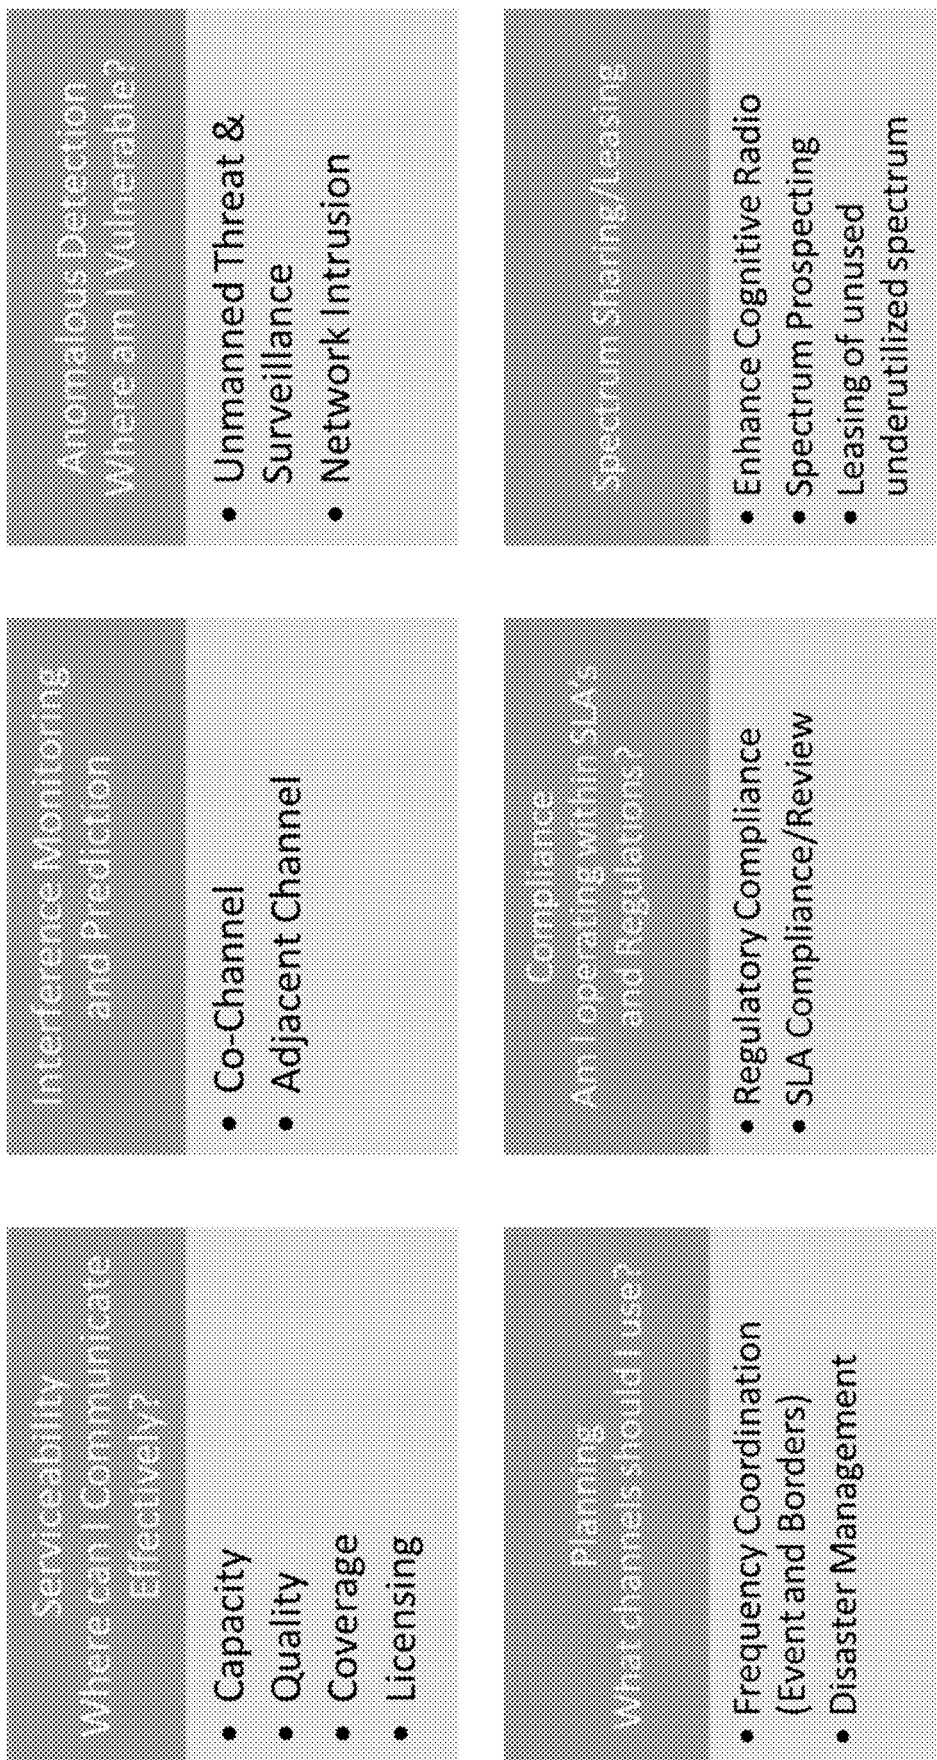 Serviceability
Where can I Communicate
Effectively?
• Capacity
• Quality
• Coverage
• Licensing
Interference Monitoring
and Prediction
• Co-Channel
• Adjacent Channel
Anomalous Detection
Where am I Vulnerable?
• Unmanned Threat &
Surveillance
• Network Intrusion
Planning
What channels should I use?
• Frequency Coordination
(Event and Borders)
• Disaster Management
Compliance
Am I operating within SLA's
and Regulations?
• Regulatory Compliance
• SLA Compliance/Review
Spectrum Sharing/Leasing
• Enhance Cognitive Radio
• Spectrum Prospecting
• Leasing of unused
underutilized spectrum